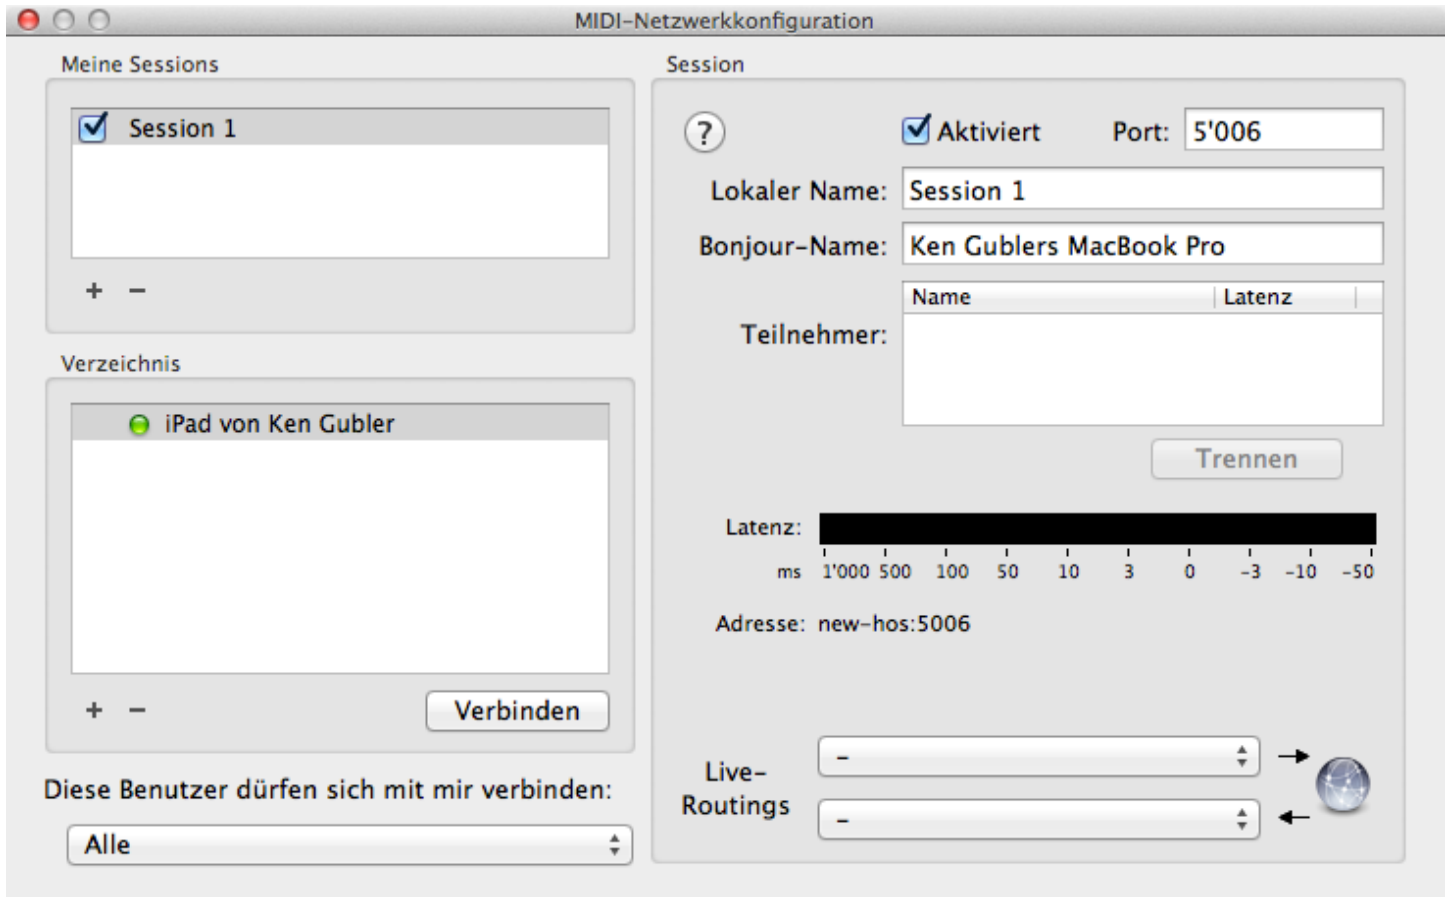 MIDI-Netzwerkkonfiguration
Meine Sessions
Session 1
+ −
Verzeichnis
iPad von Ken Gubler
+ −
Verbinden
Diese Benutzer dürfen sich mit mir verbinden:
Alle
Session
? Aktiviert Port: 5'006
Lokaler Name: Session 1
Bonjour-Name: Ken Gublers MacBook Pro
Name Latenz
Teilnehmer:
Trennen
Latenz:
ms 1'000 500 100 50 10 3 0 -3 -10 -50
Adresse: new-hos:5006
Live-
Routings
-
-